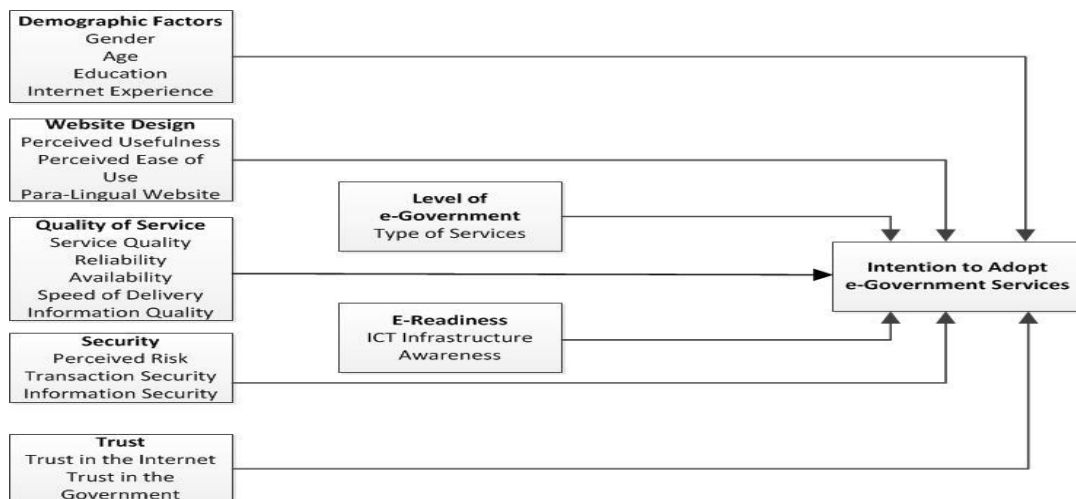 Demographic Factors
Gender
Age
Education
Internet Experience
Website Design
Perceived Usefulness
Perceived Ease of
Use
Para-Lingual Website
Quality of Service
Service Quality
Reliability
Availability
Speed of Delivery
Information Quality
Security
Perceived Risk
Transaction Security
Information Security
Trust
Trust in the Internet
Trust in the
Government
Level of
e-Government
Type of Services
E-Readiness
ICT Infrastructure
Awareness
Intention to Adopt
e-Government Services